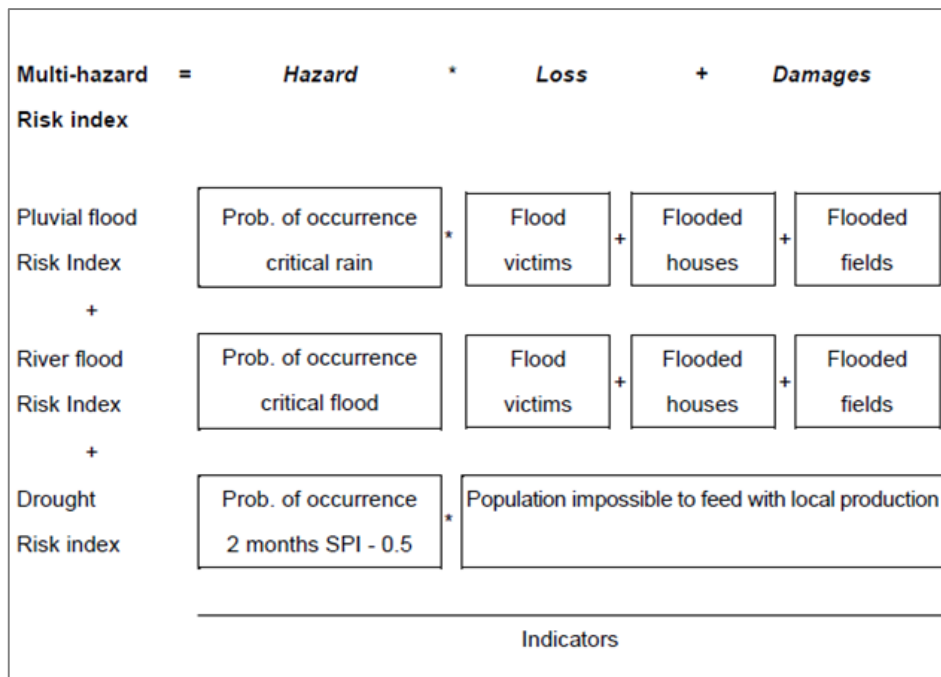 Multi-hazard = Hazard * Loss + Damages
Risk index
Pluvial flood Prob. of occurrence Flood Flooded Flooded
* + +
Risk Index critical rain victims houses fields
+
River flood Prob. of occurrence Flood Flooded Flooded
+ +
Risk Index critical flood victims houses fields
+
Drought Prob. of occurrence Population impossible to feed with local production
*
Risk index 2 months SPI - 0.5
Indicators